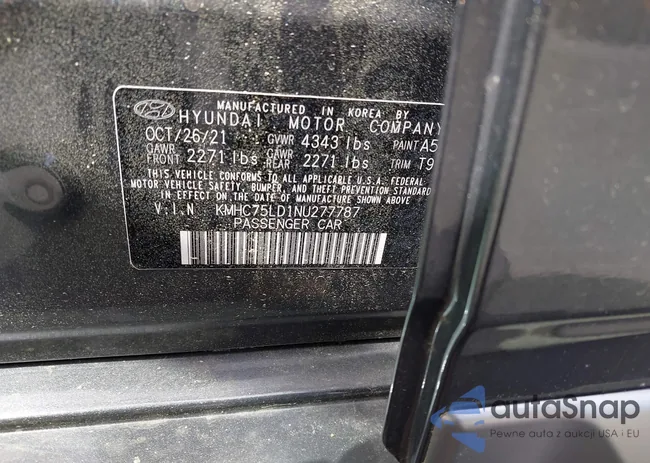 MANUFACTURED IN KOREA BY
HYUNDAI MOTOR COMPANY
OCT/26/21 GVWR 4343 lbs PAINT A5
GAWR FRONT 2271 lbs GAWR REAR 2271 lbs TRIM T9
THIS VEHICLE CONFORMS TO ALL APPLICABLE U.S.A. FEDERAL
MOTOR VEHICLE SAFETY, BUMPER, AND THEFT PREVENTION STANDARDS
IN EFFECT ON THE DATE OF MANUFACTURE SHOWN ABOVE
V.I.N KMHC75LD1NU277787
PASSENGER CAR
autaSnap
Pewne auta z aukcji USA i EU